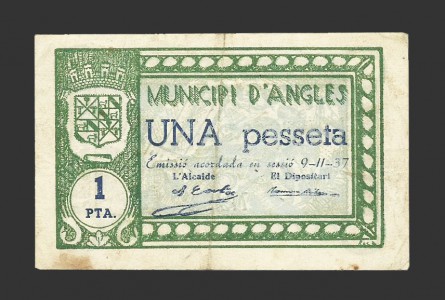 MUNICIPI D'ANGLES
UNA pesseta
Emissió acordada en sessió 9-11-37
L'Alcalde
El Dipositari
1
PTA.